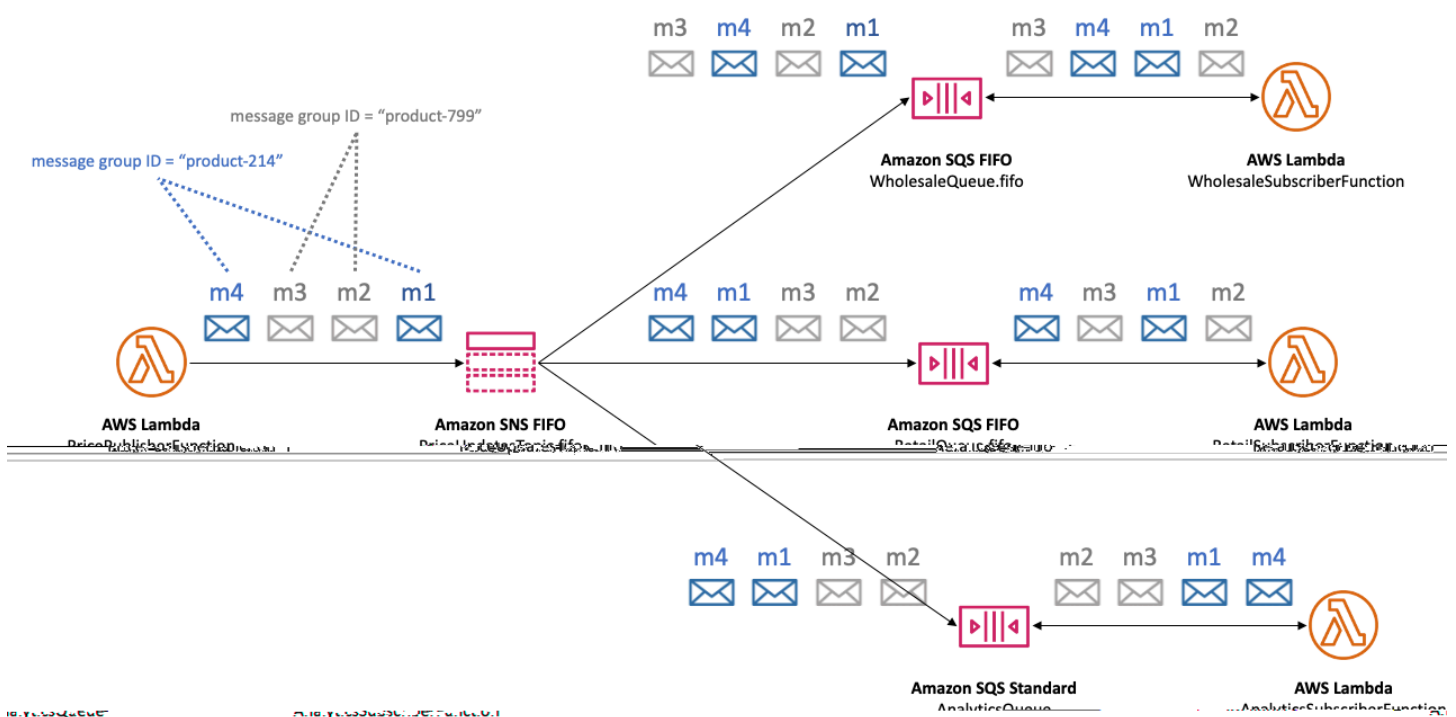 m3 m4 m2 m1
m3 m4 m1 m2
message group ID = “product-799”
message group ID = “product-214”
Amazon SQS FIFO
WholesaleQueue.fifo
AWS Lambda
WholesaleSubscriberFunction
m4 m3 m2 m1
m4 m1 m3 m2
m4 m3 m1 m2
AWS Lambda
Amazon SNS FIFO
Amazon SQS FIFO
AWS Lambda
m4 m1 m3 m2
m2 m3 m1 m4
Amazon SQS Standard
AWS Lambda